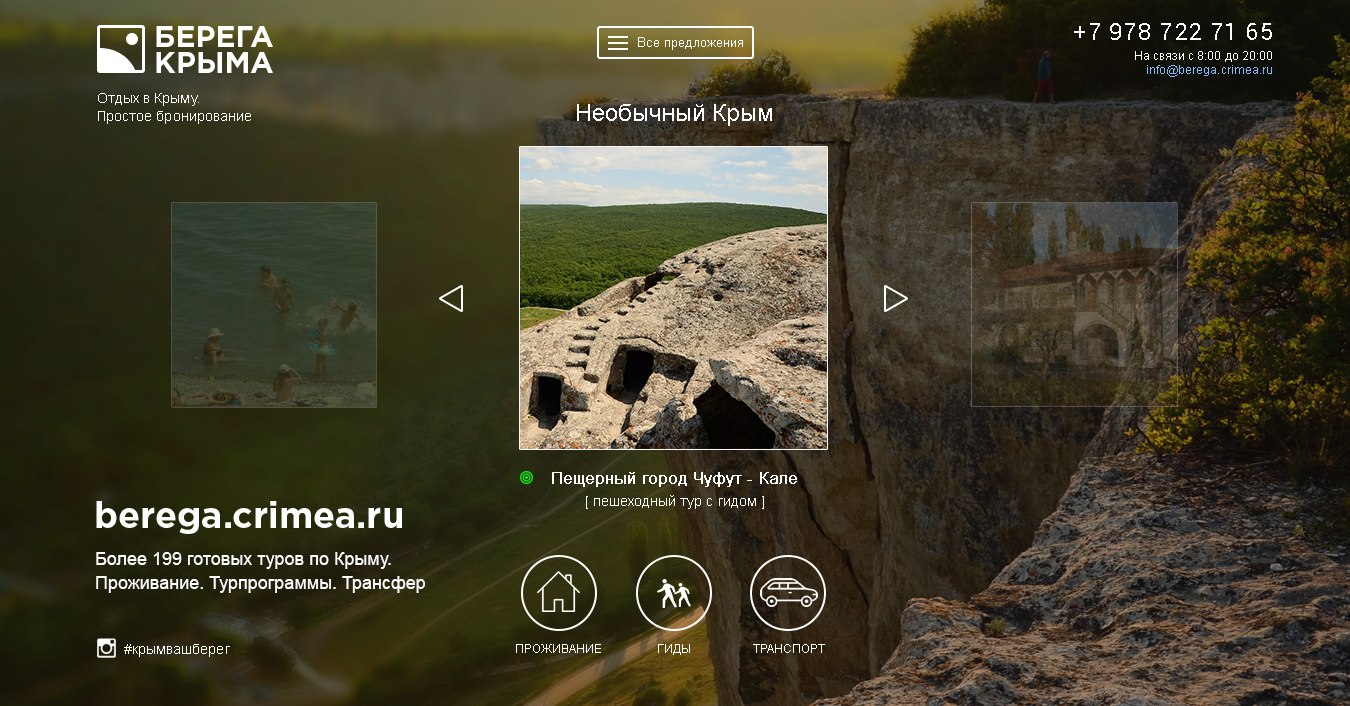 БЕРЕГА
КРЫМА
Отдых в Крыму.
Простое бронирование
Все предложения
+7 978 722 71 65
На связи с 8:00 до 20:00
info@berega.crimea.ru
Необычный Крым
Пещерный город Чуфут - Кале
[ пешеходный тур с гидом ]
berega.crimea.ru
Более 199 готовых туров по Крыму.
Проживание. Турпрограммы. Трансфер
#крымвашберег
ПРОЖИВАНИЕ
ГИДЫ
ТРАНСПОРТ